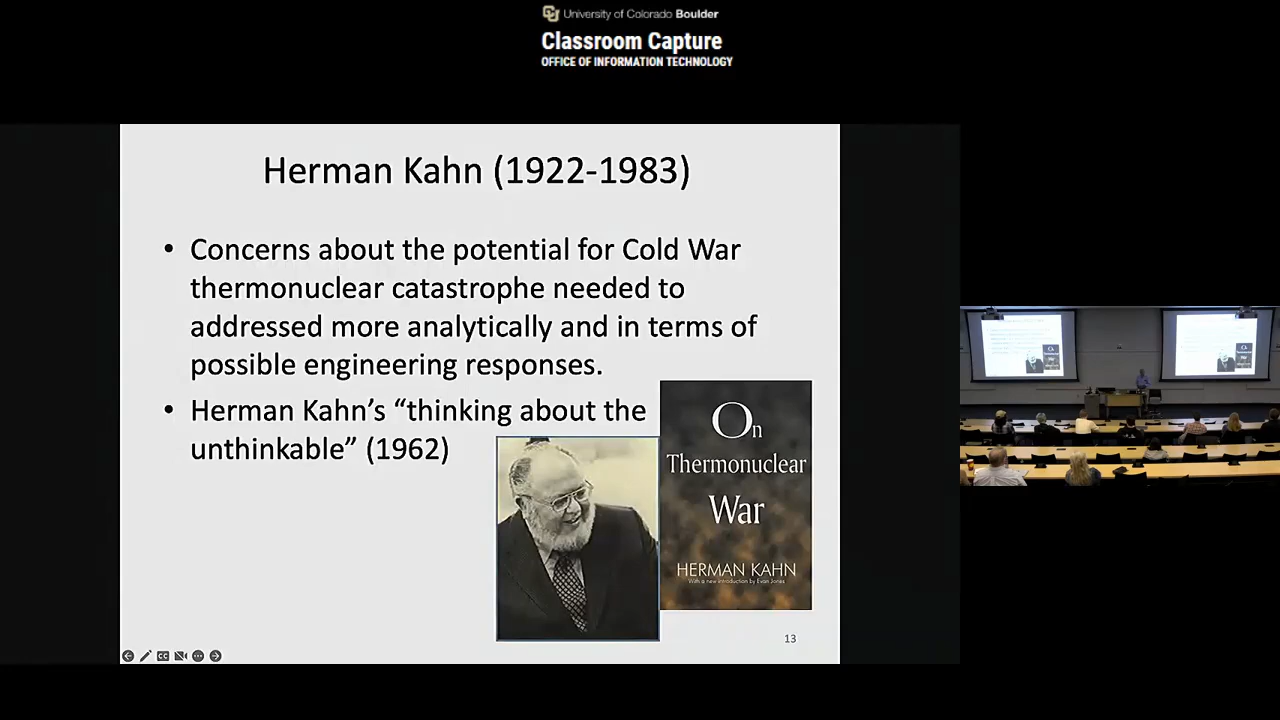 University of Colorado Boulder
Classroom Capture
OFFICE OF INFORMATION TECHNOLOGY
Herman Kahn (1922-1983)
• Concerns about the potential for Cold War
thermonuclear catastrophe needed to
addressed more analytically and in terms of
possible engineering responses.
• Herman Kahn's “thinking about the
unthinkable” (1962)
On
Thermonuclear
War
HERMAN KAHN
With a new introduction by Evan Jones
13
CC